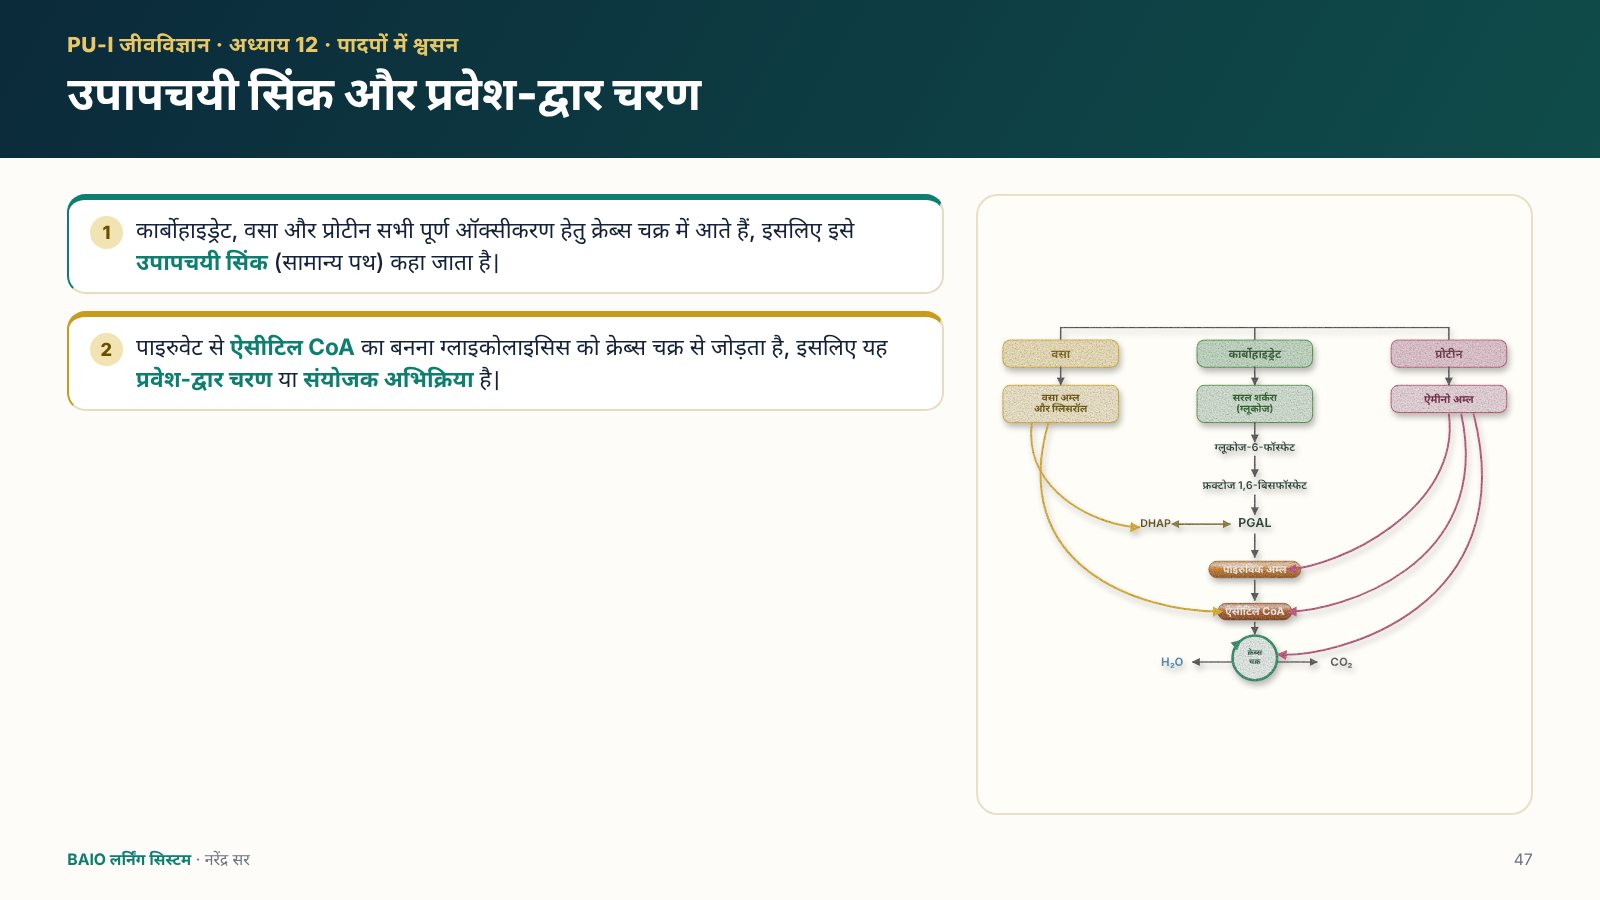 PU-I जीवविज्ञान · अध्याय 12 · पादपों में श्वसन
उपापचयी सिंक और प्रवेश-द्वार चरण
1
कार्बोहाइड्रेट, वसा और प्रोटीन सभी पूर्ण ऑक्सीकरण हेतु क्रेब्स चक्र में आते हैं, इसलिए इसे
उपापचयी सिंक (सामान्य पथ) कहा जाता है|
2
पाइरुवेट से ऐसीटिल CoA का बनना ग्लाइकोलाइसिस को क्रेब्स चक्र से जोड़ता है, इसलिए यह
प्रवेश-द्वार चरण या संयोजक अभिक्रिया है|
वसा
कार्बोहाइड्रेट
प्रोटीन
वसा अम्ल
और ग्लिसरॉल
सरल शर्करा
(ग्लूकोज)
ऐमीनो अम्ल
ग्लूकोज-6-फॉस्फेट
फ्रक्टोज 1,6-बिसफॉस्फेट
DHAP
PGAL
पाइरुविक अम्ल
ऐसीटिल CoA
क्रेब्स
चक्र
H₂O
CO₂
BAIO लर्निंग सिस्टम · नरेंद्र सर
47